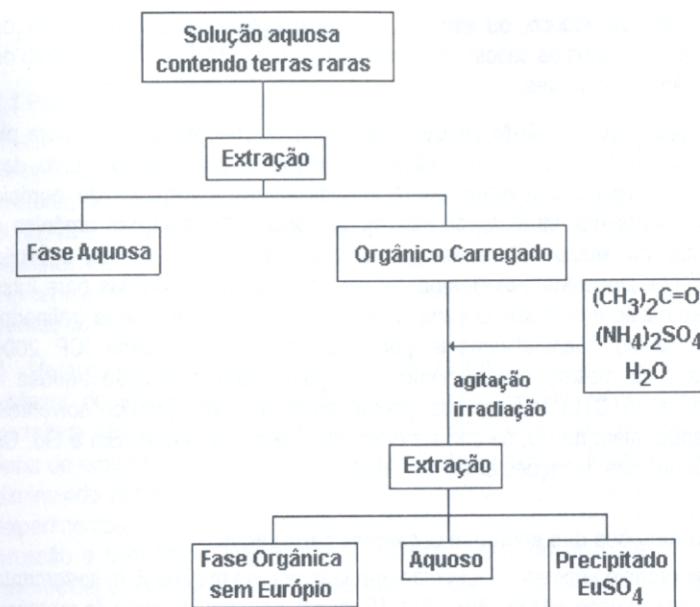 Solução aquosa
contendo terras raras
Extração
Fase Aquosa
Orgânico Carregado
(CH3)2C=O
(NH4)2SO4
H2O
agitação
irradiação
Extração
Fase Orgânica
sem Európio
Aquoso
Precipitado
EuSO4